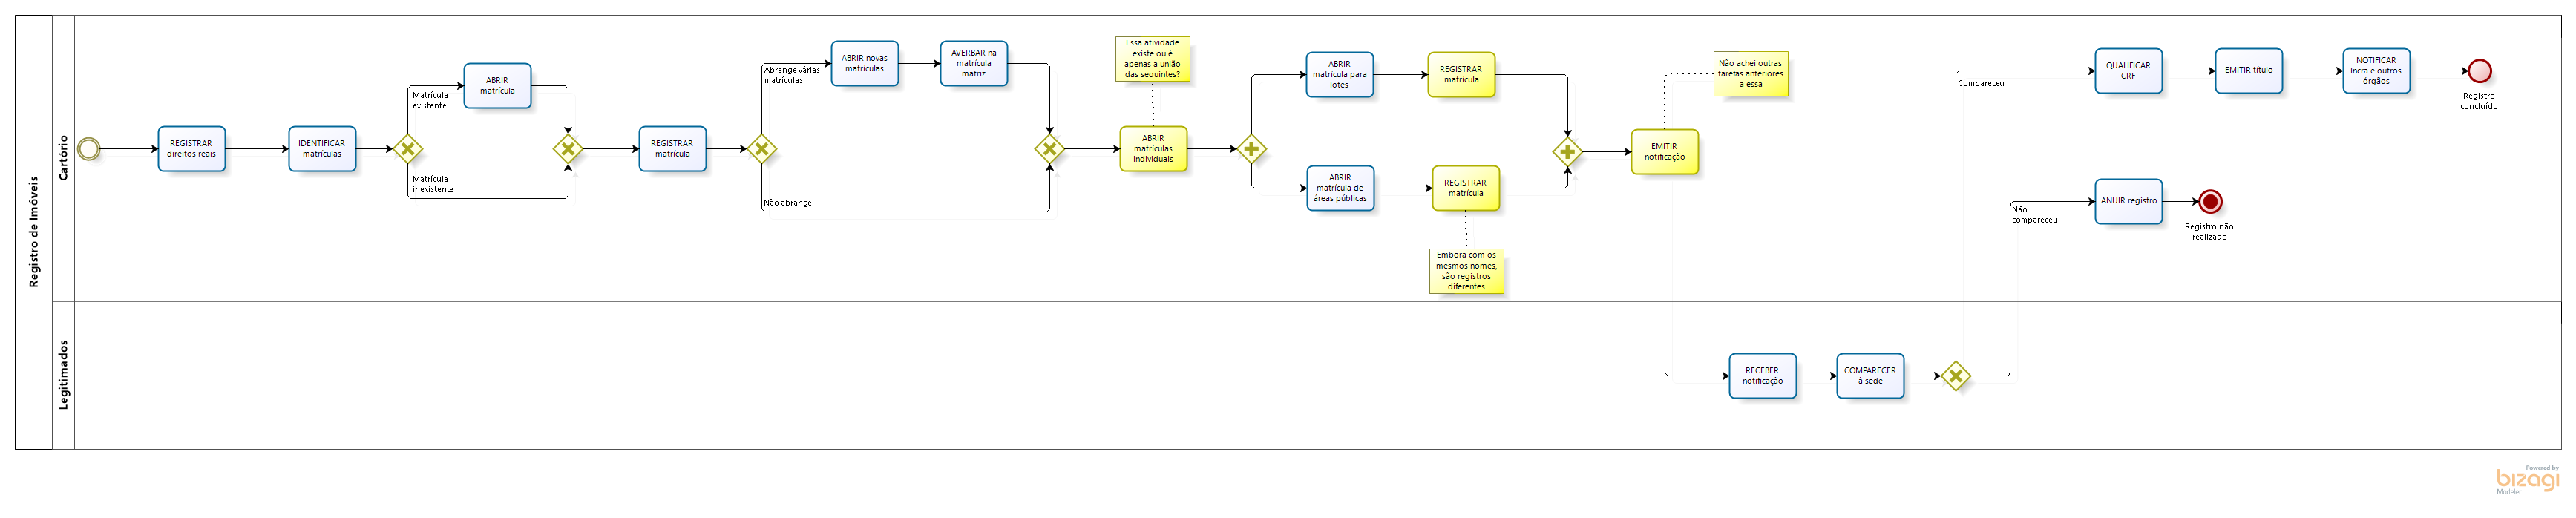 Registro de Imóveis
Cartório
Legitimados
REGISTRAR
direitos reais
IDENTIFICAR
matrículas
Matrícula
existente
Matrícula
inexistente
ABRIR
matrícula
REGISTRAR
matrícula
Abrange várias
matrículas
Não abrange
ABRIR novas
matrículas
AVERBAR na
matrícula
matriz
Essa atividade
existe ou é
apenas a união
das seguintes?
ABRIR
matrículas
individuais
ABRIR
matrícula para
lotes
REGISTRAR
matrícula
ABRIR
matrícula de
áreas públicas
REGISTRAR
matrícula
Embora com os
mesmos nomes,
são registros
diferentes
EMITIR
notificação
Não achei outras
tarefas anteriores
a essa
RECEBER
notificação
COMPARECER
à sede
Compareceu
Não
compareceu
QUALIFICAR
CRF
EMITIR título
NOTIFICAR
Incra e outros
órgãos
Registro
concluído
ANUIR registro
Registro não
realizado
Powered by
bizagi
Modeler